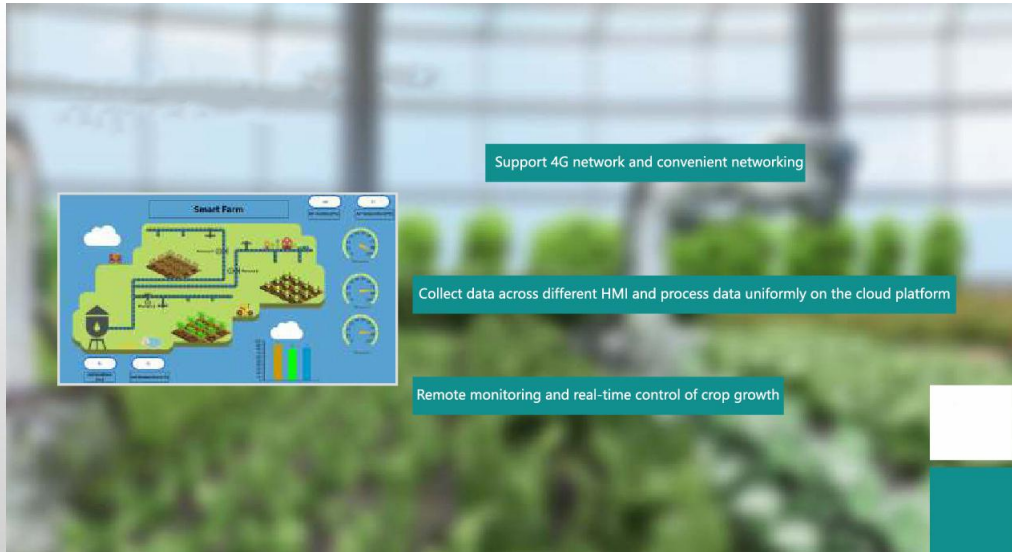 Support 4G network and convenient networking
Smart Farm
Collect data across different HMI and process data uniformly on the cloud platform
Remote monitoring and real-time control of crop growth